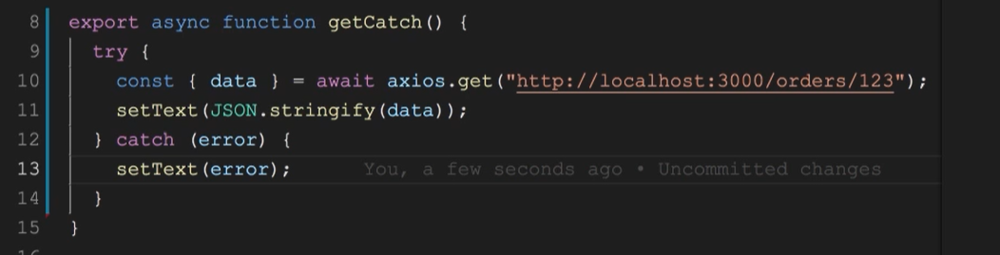 8 export async function getCatch() {
9 try {
10 const { data } = await axios.get("http://localhost:3000/orders/123");
11 setText(JSON.stringify(data));
12 } catch (error) {
13 setText(error); You, a few seconds ago • Uncommitted changes
14 }
15 }